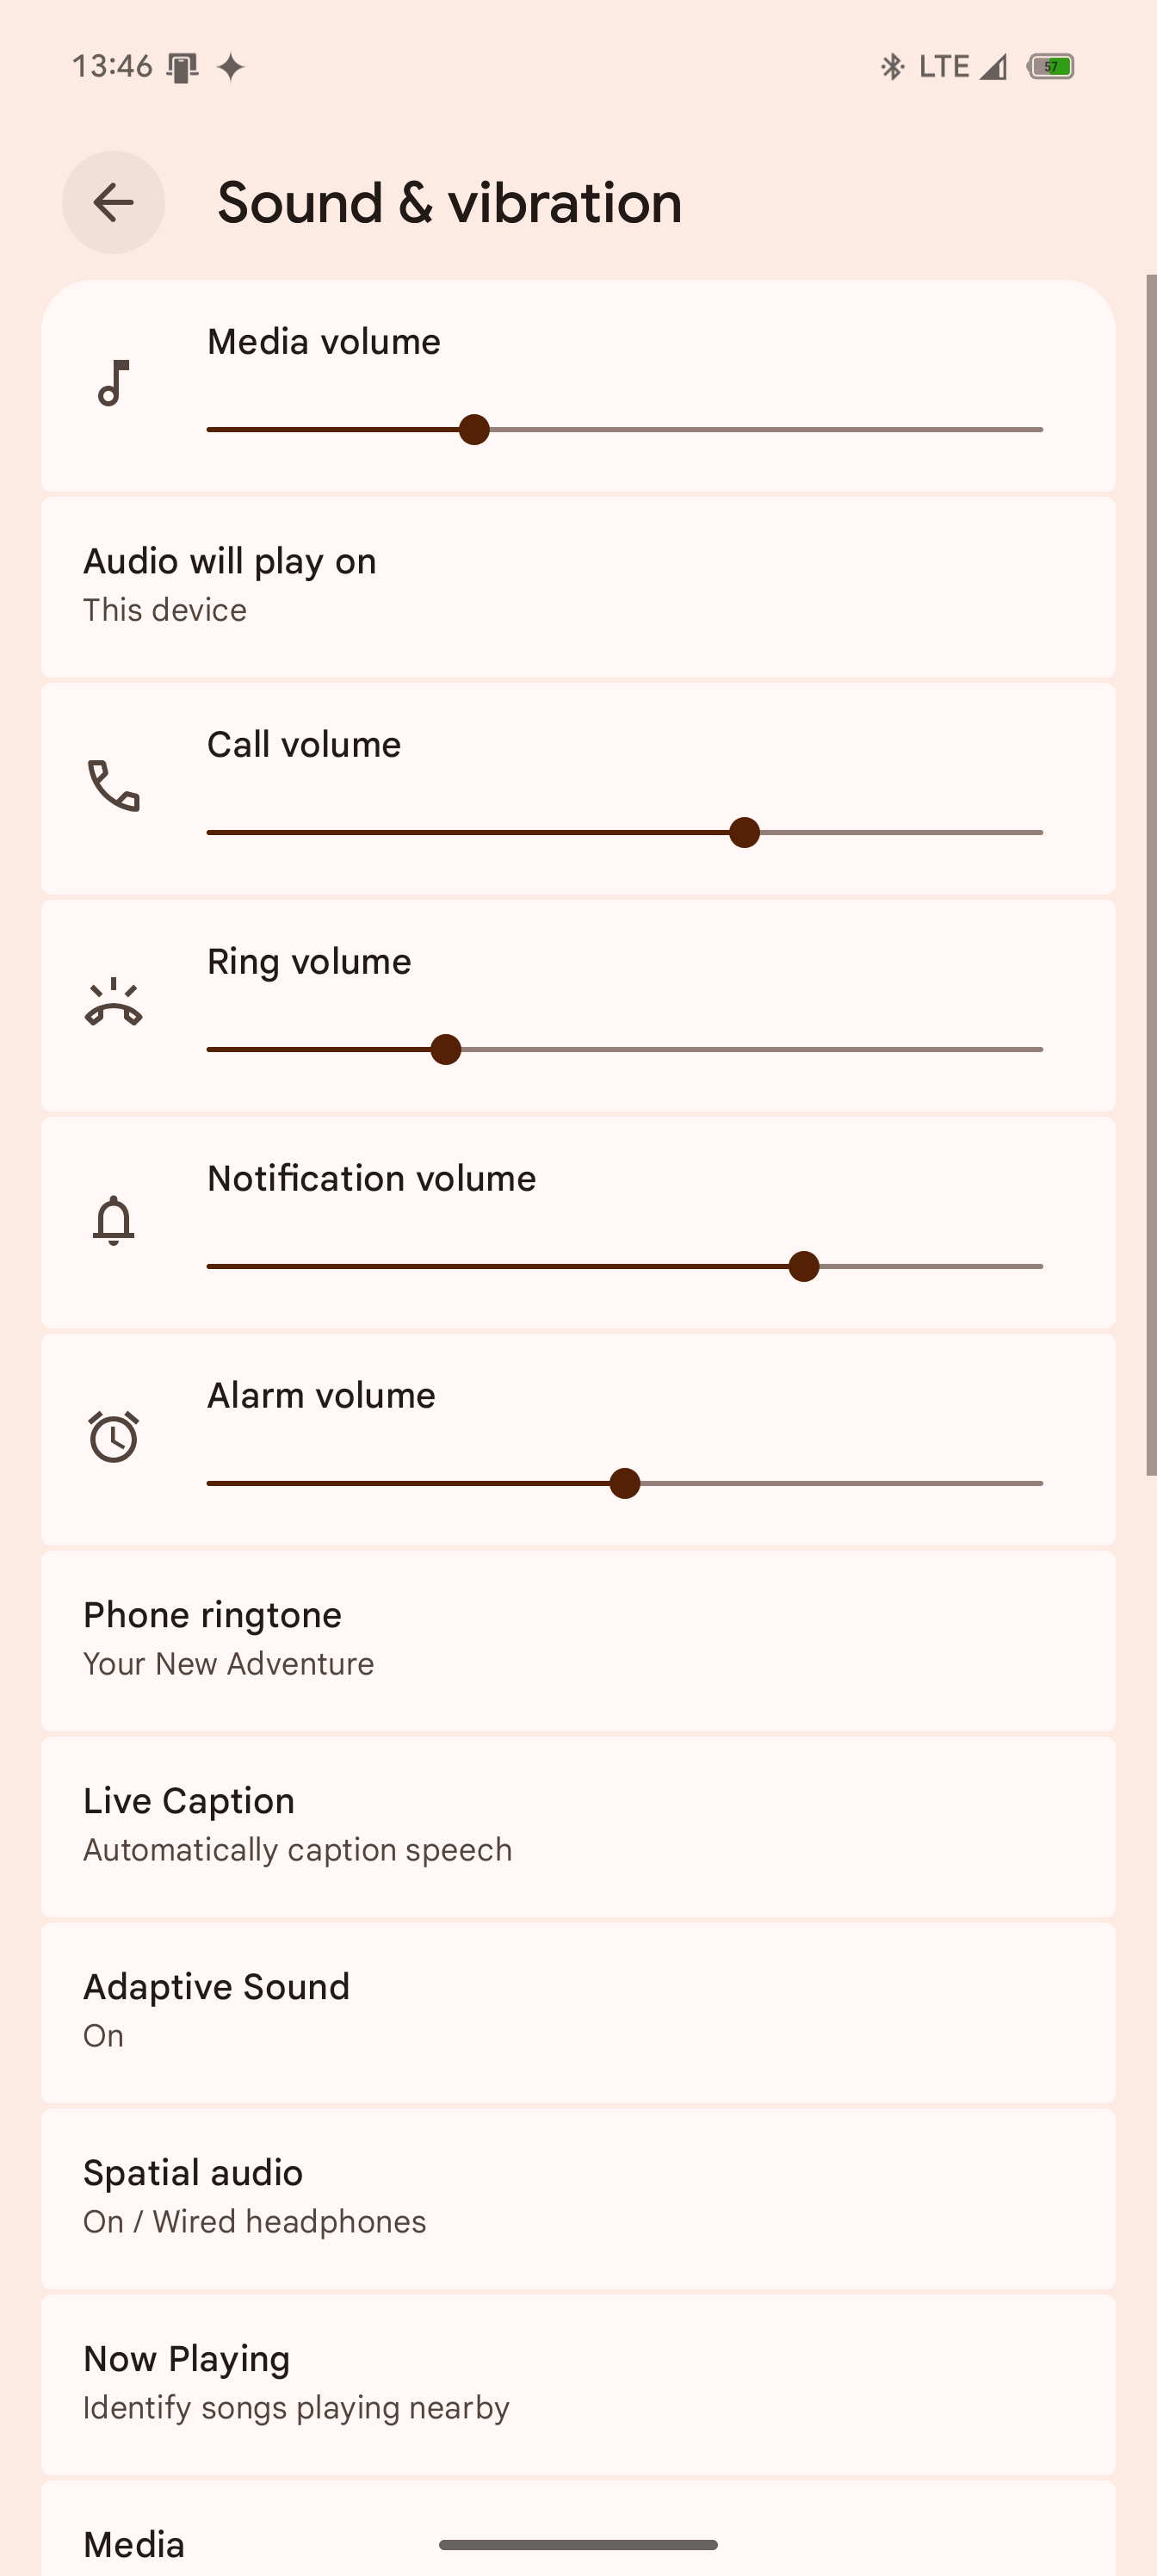 13:46 LTE 57
Sound & vibration
Media volume
Audio will play on
This device
Call volume
Ring volume
Notification volume
Alarm volume
Phone ringtone
Your New Adventure
Live Caption
Automatically caption speech
Adaptive Sound
On
Spatial audio
On / Wired headphones
Now Playing
Identify songs playing nearby
Media